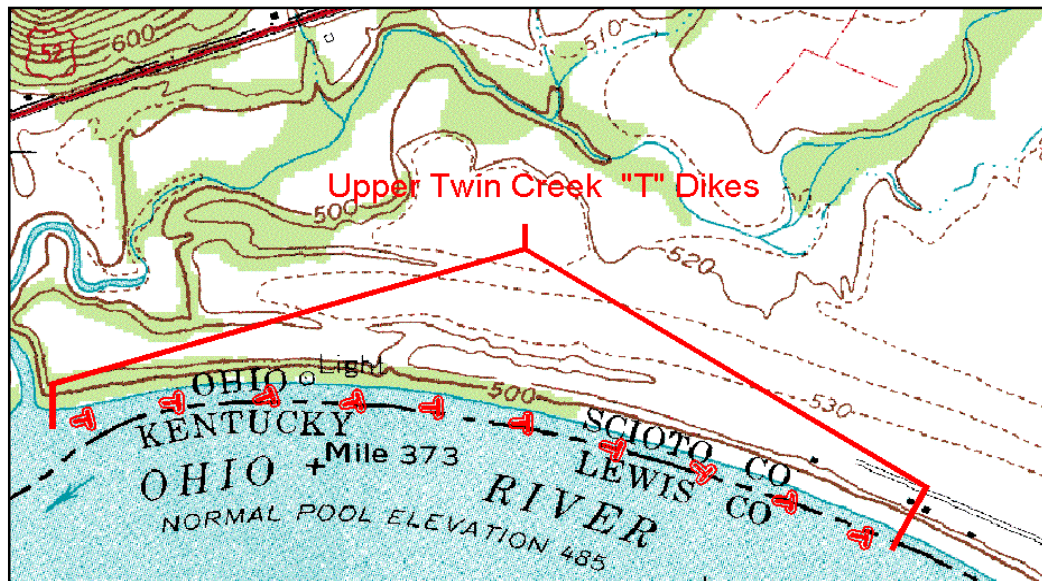 600
52
510
Upper Twin Creek "T" Dikes
500
520
Light
OHIO
500
530
KENTUCKY
SCIOTO CO
Mile 373
LEWIS CO
OHIO RIVER
NORMAL POOL ELEVATION 485